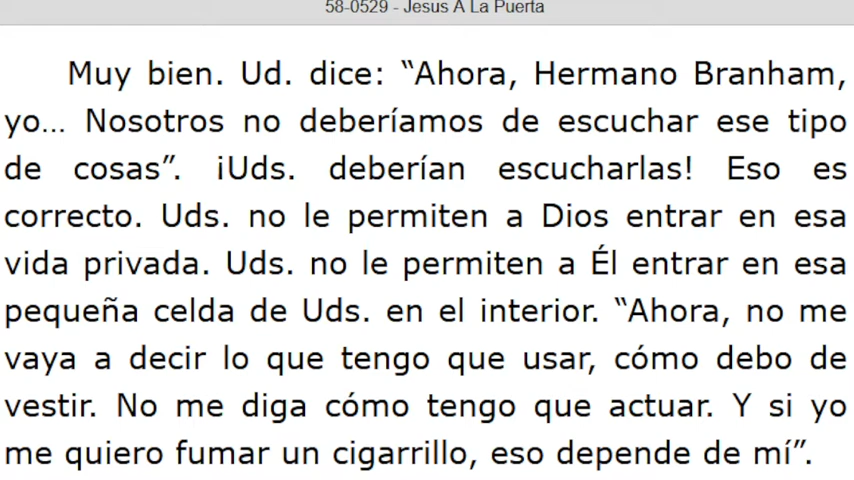 58-0529 - Jesus A La Puerta
Muy bien. Ud. dice: “Ahora, Hermano Branham,
yo... Nosotros no deberíamos de escuchar ese tipo
de cosas”. ¡Uds. deberían escucharlas! Eso es
correcto. Uds. no le permiten a Dios entrar en esa
vida privada. Uds. no le permiten a Él entrar en esa
pequeña celda de Uds. en el interior. “Ahora, no me
vaya a decir lo que tengo que usar, cómo debo de
vestir. No me diga cómo tengo que actuar. Y si yo
me quiero fumar un cigarrillo, eso depende de mí”.